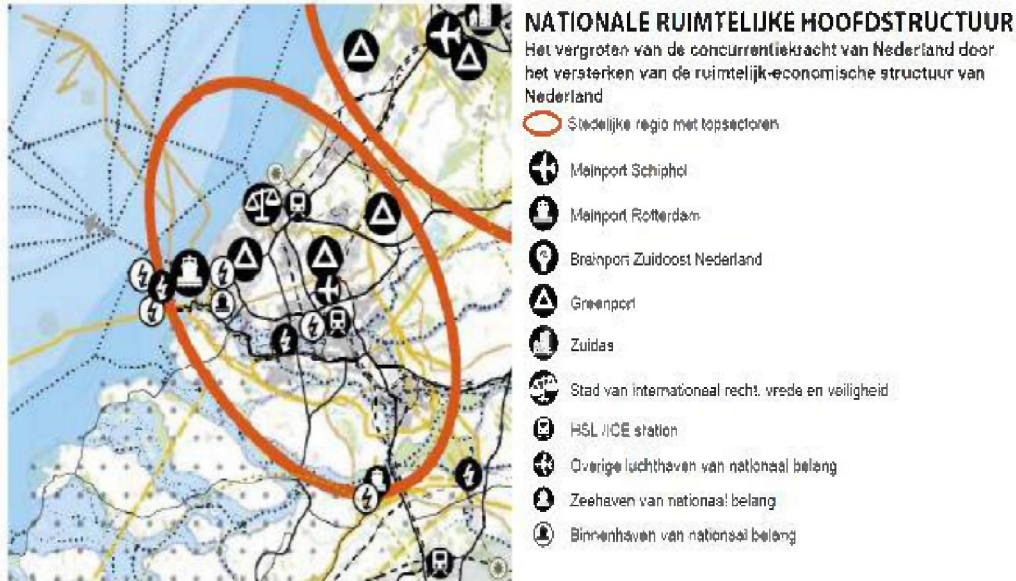 NATIONALE RUIMTELIJKE HOOFDSTRUCTUUR
Het vergroten van de concurrentiekracht van Nederland door
het versterken van de ruimtelijk-economische structuur van
Nederland
Stedelijke regio met topsectoren
Mainport Schiphol
Mainport Rotterdam
Brainport Zuidoost Nederland
Greenport
Zuidas
Stad van internationaal recht, vrede en veiligheid
HSL /ICE station
Overige luchthaven van nationaal belang
Zeehaven van nationaal belang
Binnenhaven van nationaal belang